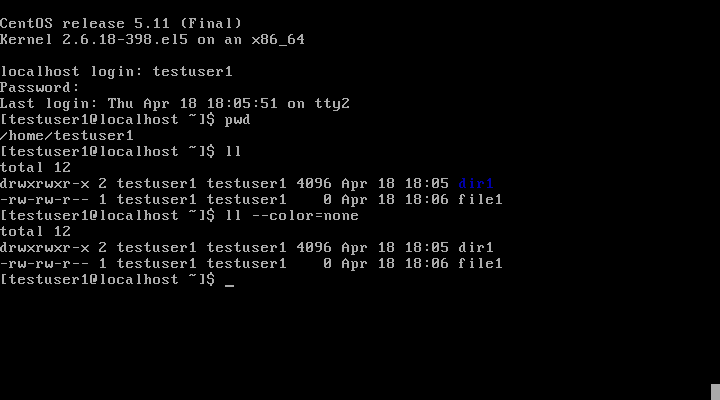 CentOS release 5.11 (Final)
Kernel 2.6.18-398.el5 on an x86_64
localhost login: testuser1
Password:
Last login: Thu Apr 18 18:05:51 on tty2
[testuser1@localhost ~]$ pwd
/home/testuser1
[testuser1@localhost ~]$ ll
total 12
drwxrwxr-x 2 testuser1 testuser1 4096 Apr 18 18:05 dir1
-rw-rw-r-- 1 testuser1 testuser1    0 Apr 18 18:06 file1
[testuser1@localhost ~]$ ll --color=none
total 12
drwxrwxr-x 2 testuser1 testuser1 4096 Apr 18 18:05 dir1
-rw-rw-r-- 1 testuser1 testuser1    0 Apr 18 18:06 file1
[testuser1@localhost ~]$ _